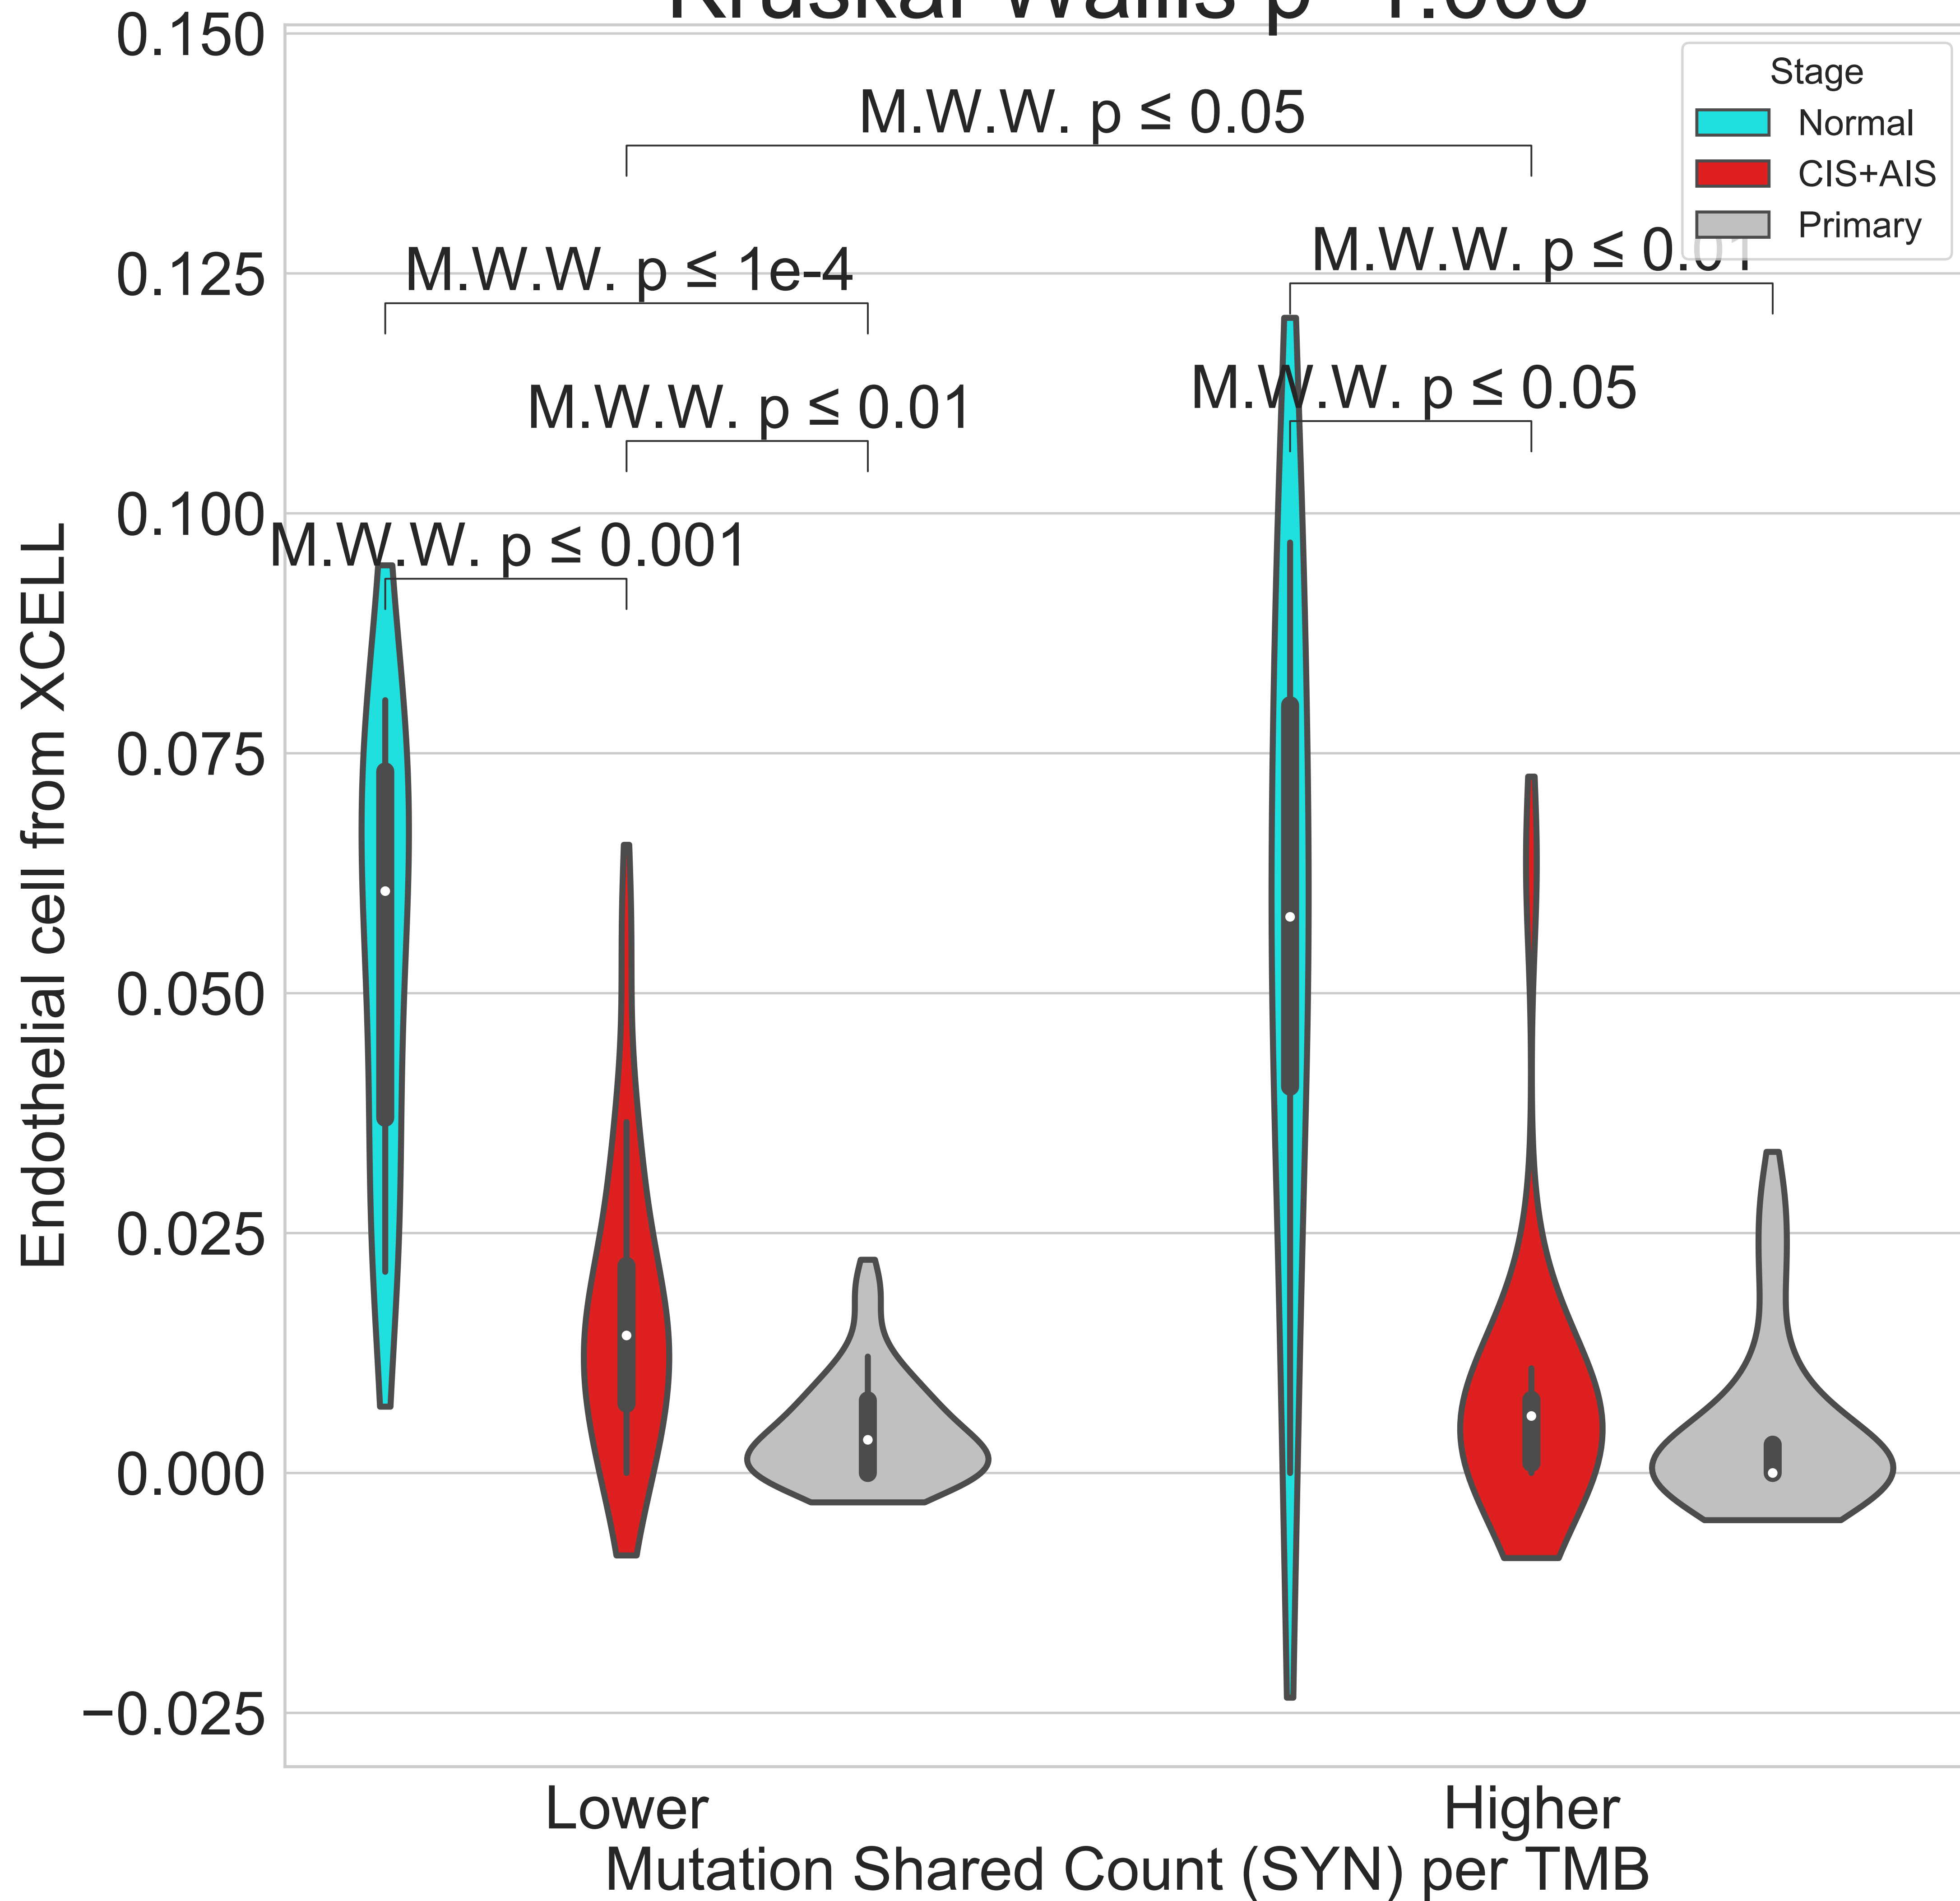 0.150
M.W.W. p ≤ 0.05
Stage
Normal
CIS+AIS
Primary
M.W.W. p ≤ 1e-4
M.W.W. p ≤ 0.01
0.125
M.W.W. p ≤ 0.01
M.W.W. p ≤ 0.05
0.100
M.W.W. p ≤ 0.001
0.075
0.050
0.025
0.000
−0.025
Endothelial cell from XCELL
Lower
Higher
Mutation Shared Count (SYN) per TMB